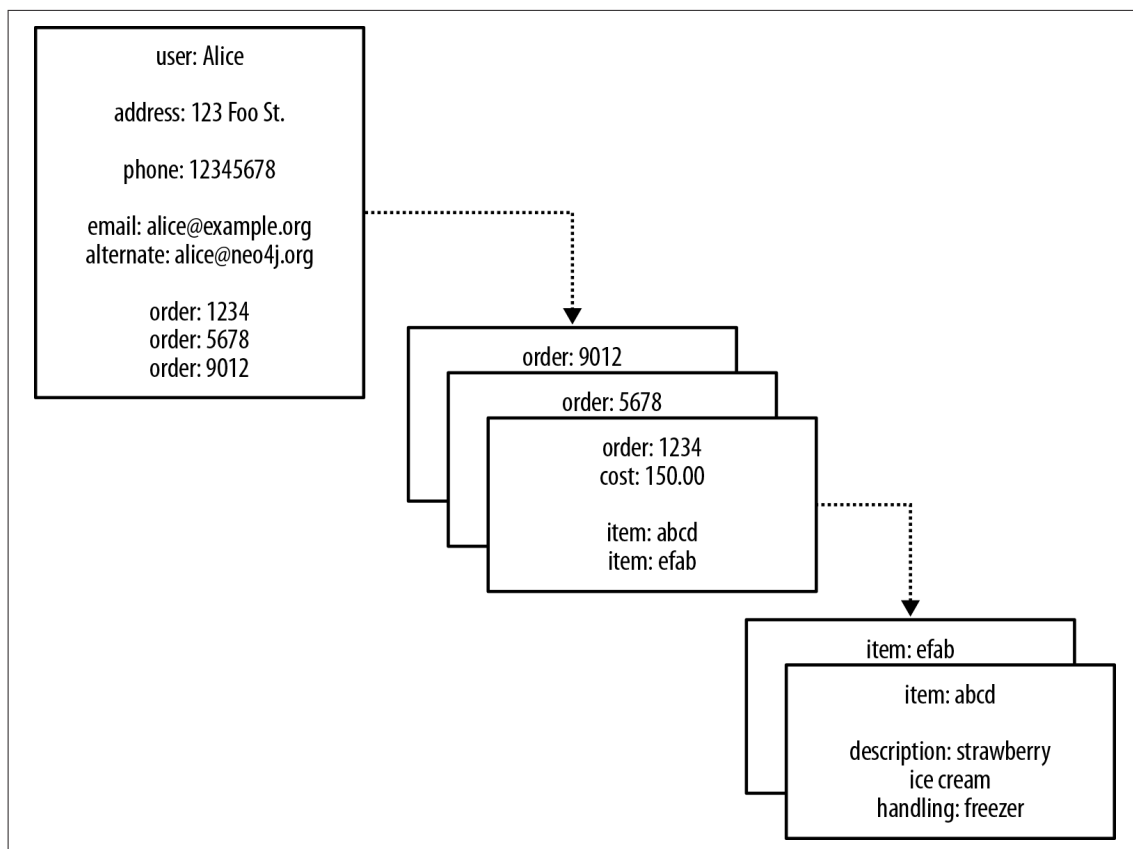 user: Alice
address: 123 Foo St.
phone: 12345678
email: alice@example.org
alternate: alice@neo4j.org
order: 1234
order: 5678
order: 9012
order: 9012
order: 5678
order: 1234
cost: 150.00
item: abcd
item: efab
item: efab
item: abcd
description: strawberry
ice cream
handling: freezer